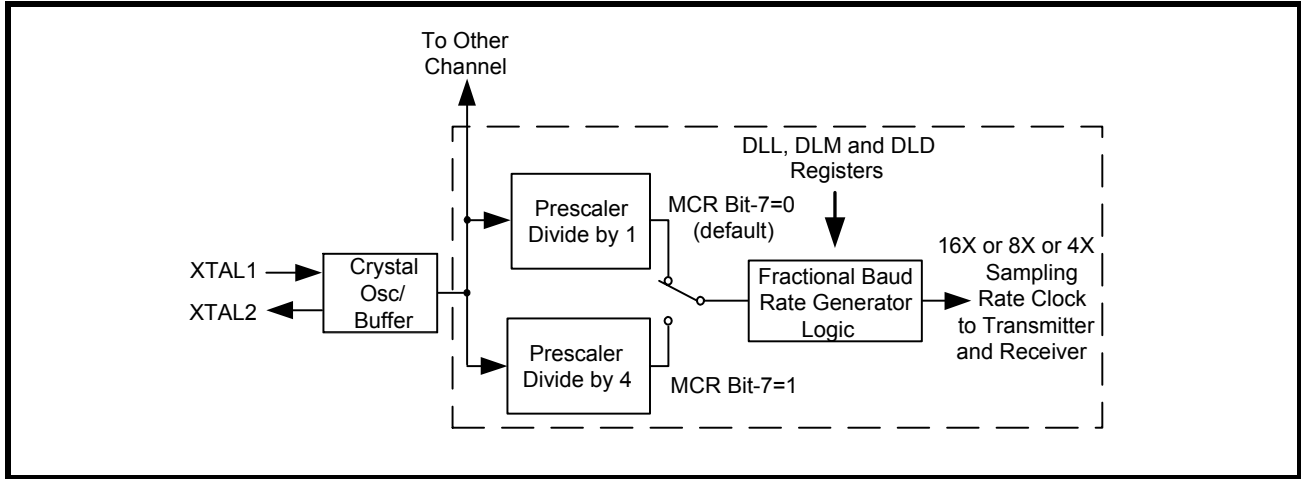 To Other
Channel
DLL, DLM and DLD
Registers
Prescaler
Divide by 1
MCR Bit-7=0
(default)
16X or 8X or 4X
Sampling
Rate Clock
to Transmitter
and Receiver
XTAL1
XTAL2
Crystal
Osc/
Buffer
Fractional Baud
Rate Generator
Logic
Prescaler
Divide by 4
MCR Bit-7=1